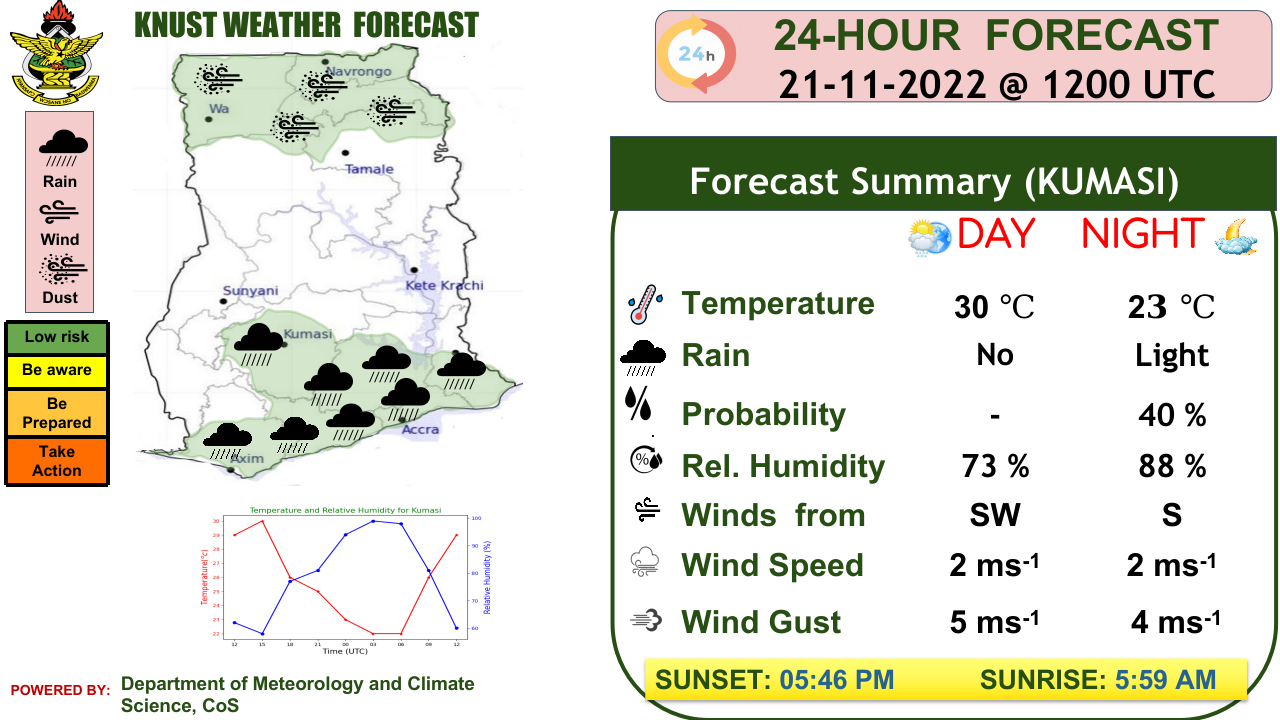 KNUST WEATHER FORECAST
Navrongo
Wa
Tamale
Rain
Wind
Dust
Kete Krachi
Sunyani
Kumasi
Accra
Axim
Low risk
Be aware
Be
Prepared
Take
Action
Temperature and Relative Humidity for Kumasi
Temperature(°c)
30
29
28
27
26
25
24
23
22
100
90
80
70
60
Relative Humidity (%)
12 15 18 21 00 03 06 09 12
Time (UTC)
POWERED BY: Department of Meteorology and Climate
Science, CoS
24h
24-HOUR FORECAST
21-11-2022 @ 1200 UTC
Forecast Summary (KUMASI)
DAY NIGHT
Temperature 30 °C 23 °C
Rain No Light
Probability - 40 %
% Rel. Humidity 73 % 88 %
Winds from SW S
Wind Speed 2 ms-1 2 ms-1
Wind Gust 5 ms-1 4 ms-1
SUNSET: 05:46 PM SUNRISE: 5:59 AM